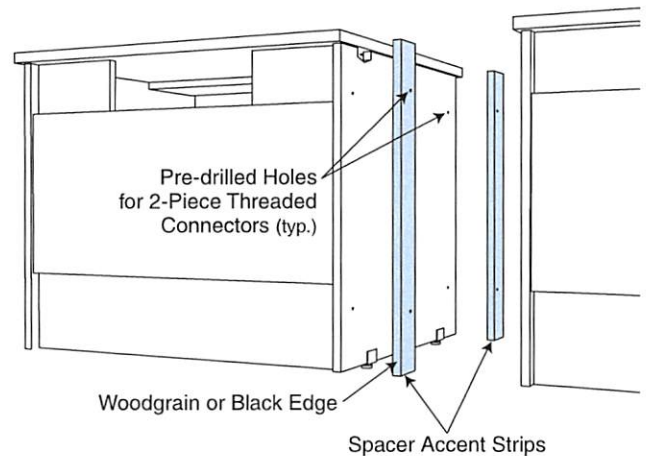 Pre-drilled Holes
for 2-Piece Threaded
Connectors (typ.)
Woodgrain or Black Edge
Spacer Accent Strips